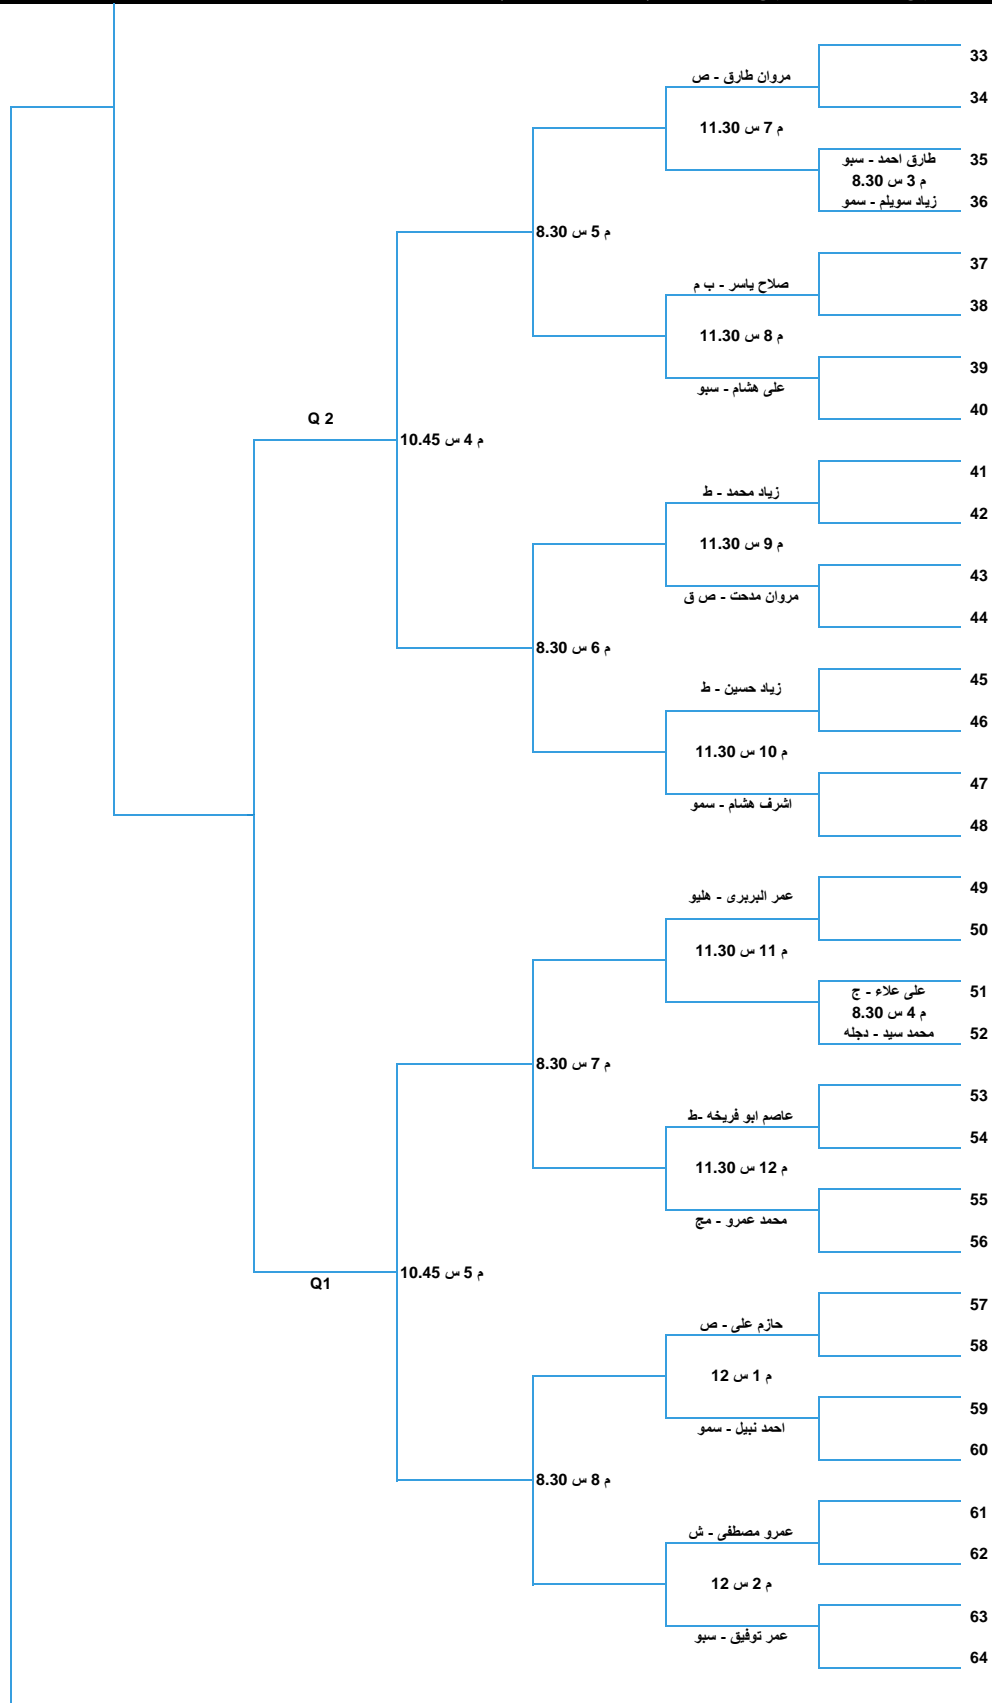 33
مروان طارق - ص
34
م 7 س 11.30
35
طارق احمد - سبو
م 3 س 8.30
36
زياد سويلم - سمو
م 5 س 8.30
37
صلاح ياسر - ب م
38
م 8 س 11.30
39
على هشام - سبو
40
Q 2
م 4 س 10.45
41
زياد محمد - ط
42
م 9 س 11.30
43
مروان مدحت - ص ق
44
م 6 س 8.30
45
زياد حسين - ط
46
م 10 س 11.30
47
اشرف هشام - سمو
48
49
عمر البربرى - هليو
50
م 11 س 11.30
51
على علاء - ج
م 4 س 8.30
52
محمد سيد - دجله
م 7 س 8.30
53
عاصم ابو فريخه -ط
54
م 12 س 11.30
55
محمد عمرو - مج
56
م 5 س 10.45
Q1
57
حازم على - ص
58
م 1 س 12
59
احمد نبيل - سمو
60
م 8 س 8.30
61
عمرو مصطفى - ش
62
م 2 س 12
63
عمر توفيق - سبو
64